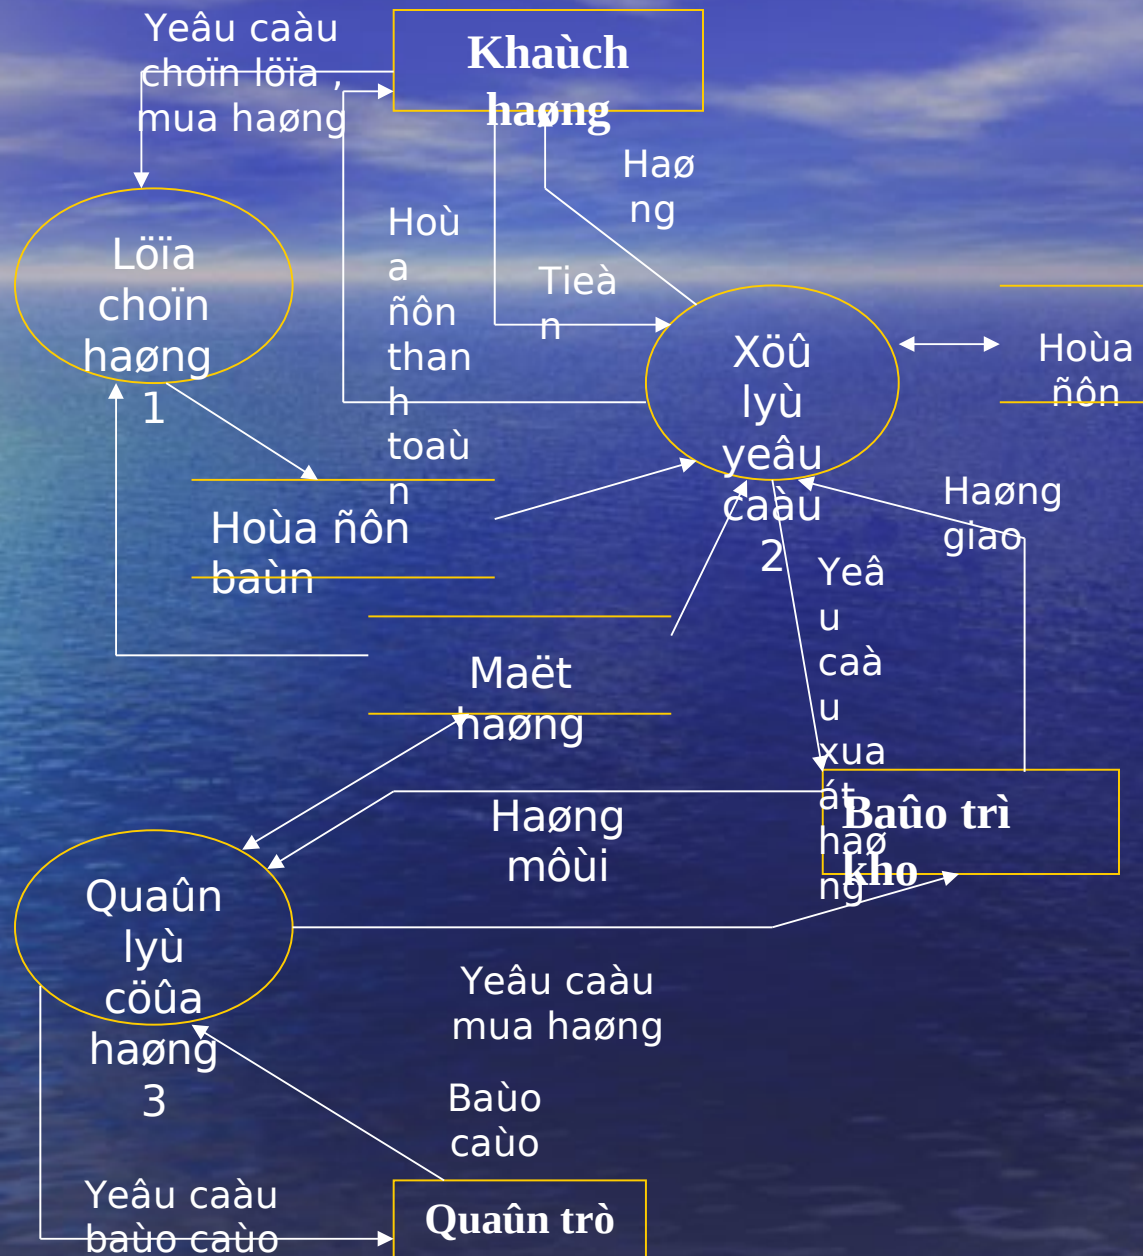 Yeâu caàu
choïn löïa ,
mua haøng
Khaùch
haøng
Haø
ng
Hoù
a
ñôn
than
h
toaù
n
Tieà
n
Löïa
choïn
haøng
1
Xöû
lyù
yeâu
caàu
2
Hoùa
ñôn
Hoùa ñôn
baùn
Haøng
giao
Yeâ
u
caà
u
xua
át
haø
ng
Maët
haøng
Haøng
môùi
Baûo trì
kho
Quaûn
lyù
cöûa
haøng
3
Yeâu caàu
mua haøng
Baùo
caùo
Yeâu caàu
baùo caùo
Quaûn trò